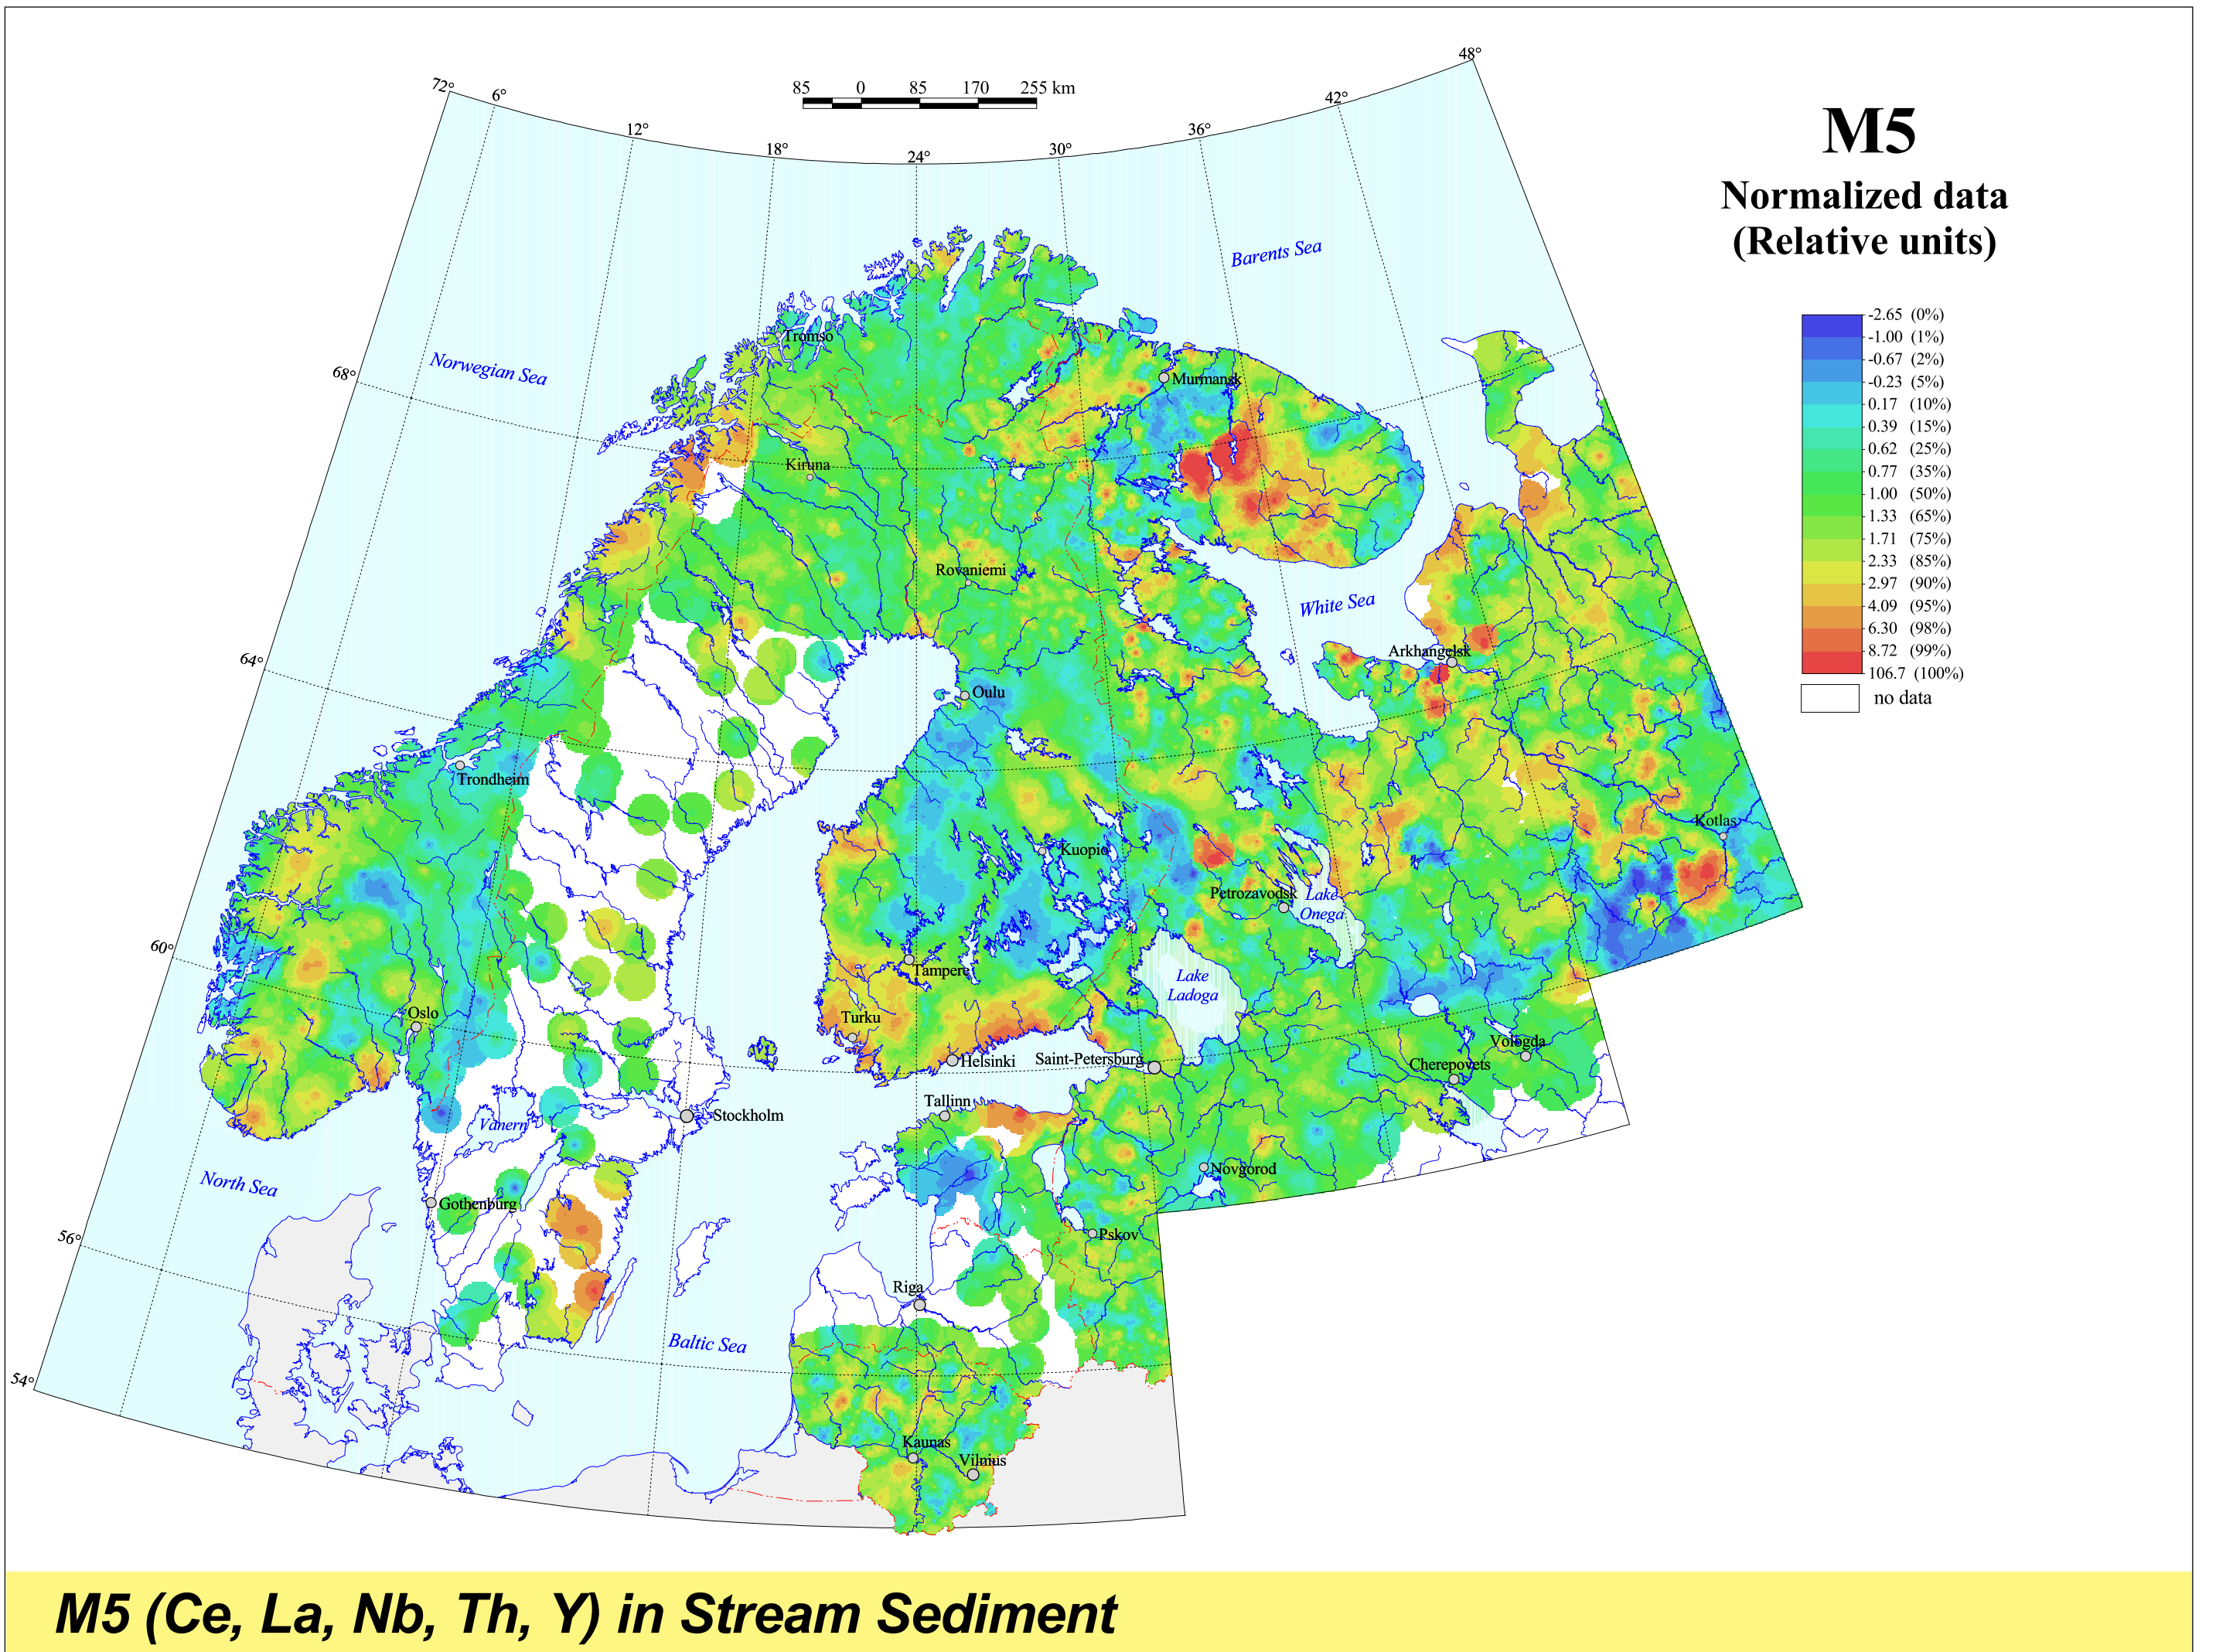 48°
72°
6°
85 0 85 170 255 km
42°
12°
36°
18°
24°
30°
M5
Normalized data
(Relative units)
Barents Sea
-2.65 (0%)
-1.00 (1%)
-0.67 (2%)
-0.23 (5%)
0.17 (10%)
0.39 (15%)
0.62 (25%)
0.77 (35%)
1.00 (50%)
1.33 (65%)
1.71 (75%)
2.33 (85%)
2.97 (90%)
4.09 (95%)
6.30 (98%)
8.72 (99%)
106.7 (100%)
no data
Tromso
Norwegian Sea
68°
Murmansk
Kiruna
Rovaniemi
White Sea
Arkhangelsk
64°
Oulu
Trondheim
Kotlas
Kuopio
Petrozavodsk
Lake
Onega
60°
Tampere
Lake
Ladoga
Oslo
Turku
Vologda
Helsinki
Saint-Petersburg
Cherepovets
Tallinn
Stockholm
Vanern
Novgorod
North Sea
Gothenburg
Pskov
56°
Riga
Baltic Sea
54°
Kaunas
Vilnius
M5 (Ce, La, Nb, Th, Y) in Stream Sediment